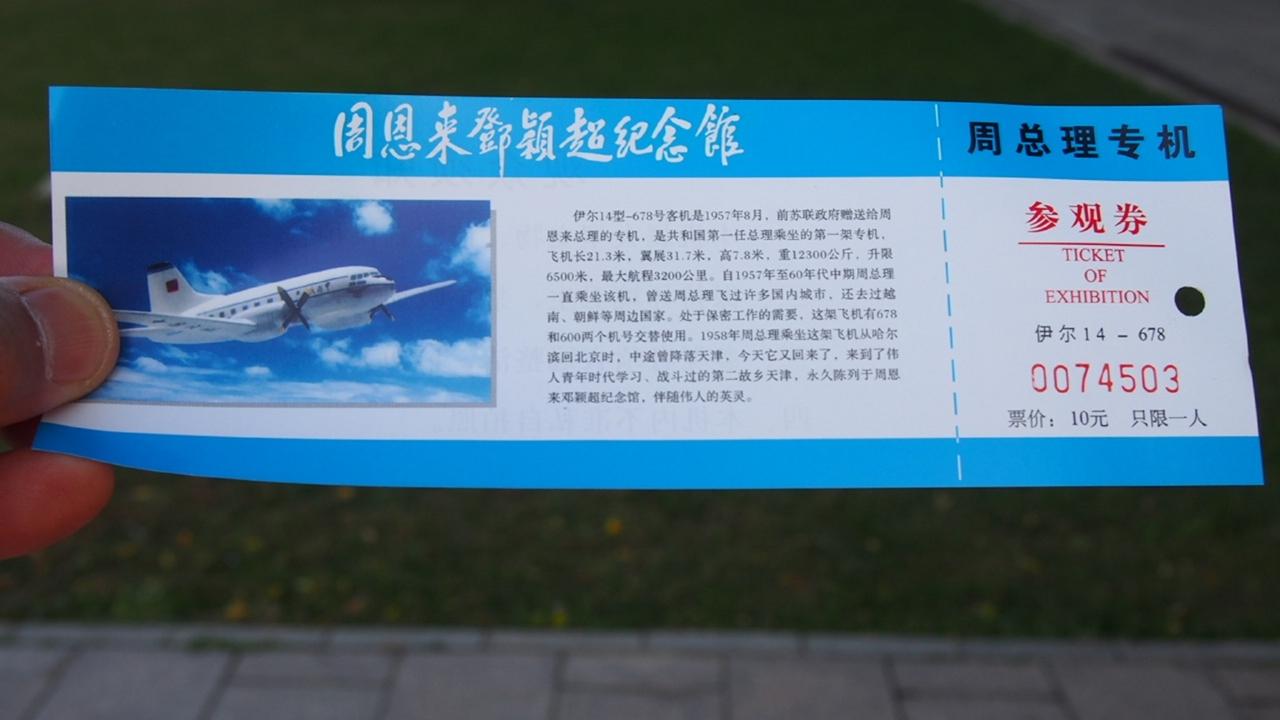 周恩来鄧颖超纪念館
伊尔14型-678号客机是1957年8月，前苏联政府赠送给周
恩来总理的专机，是共和国第一任总理乘坐的第一架专机，
飞机长21.3米，翼展31.7米，高7.8米，重12300公斤，升限
6500米，最大航程3200公里。自1957年至60年代中期周总理
一直乘坐该机，曾送周总理飞过许多国内城市，还去过越
南、朝鲜等周边国家。处于保密工作的需要，这架飞机有678
和600两个机号交替使用。1958年周总理乘坐这架飞机从哈尔
滨回北京时，中途曾降落天津，今天它又回来了，来到了伟
人青年时代学习、战斗过的第二故乡天津，永久陈列于周恩
来邓颖超纪念馆，伴随伟人的英灵。
周总理专机
参观券
TICKET
OF
EXHIBITION
伊尔14-678
0074503
票价：10元 只限一人